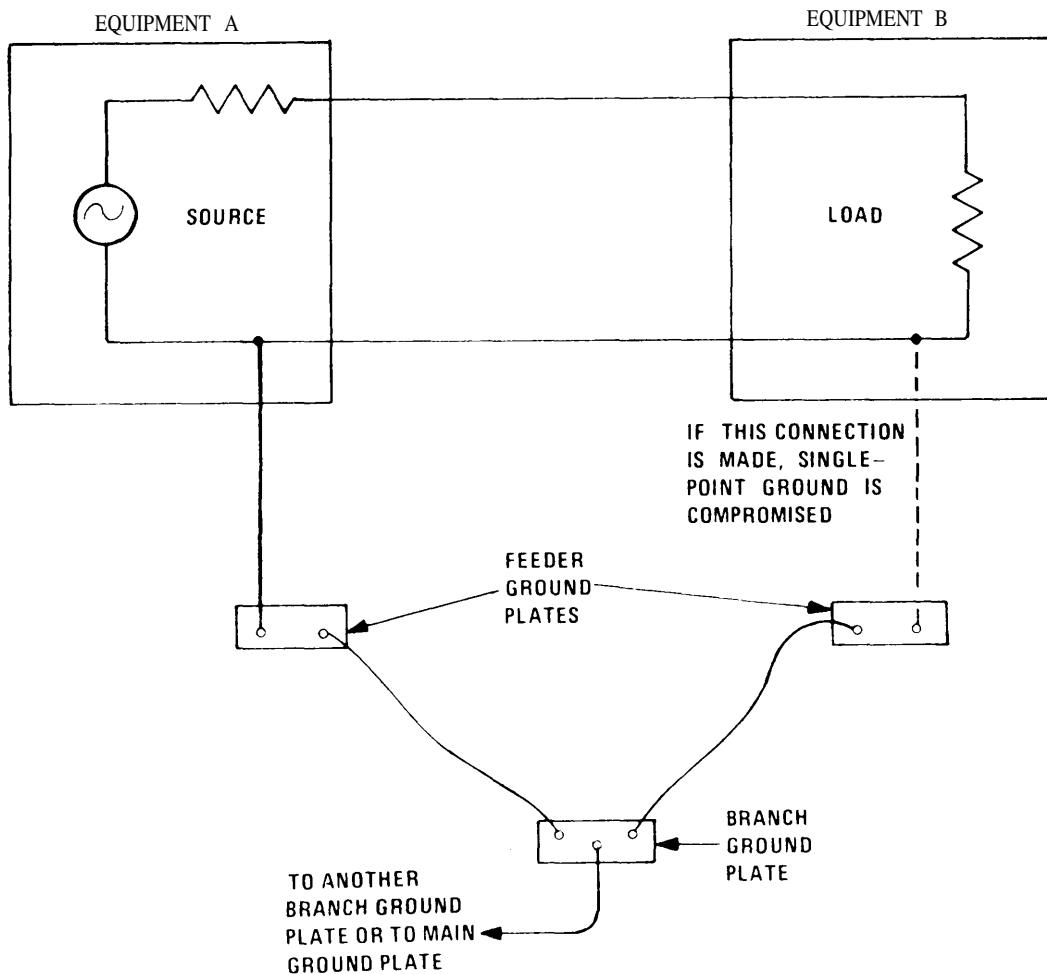 EQUIPMENT A
EQUIPMENT B
SOURCE
LOAD
IF THIS CONNECTION
IS MADE, SINGLE–
POINT GROUND IS
COMPROMISED
FEEDER
GROUND
PLATES
BRANCH
GROUND
PLATE
TO ANOTHER
BRANCH GROUND
PLATE OR TO MAIN
GROUND PLATE